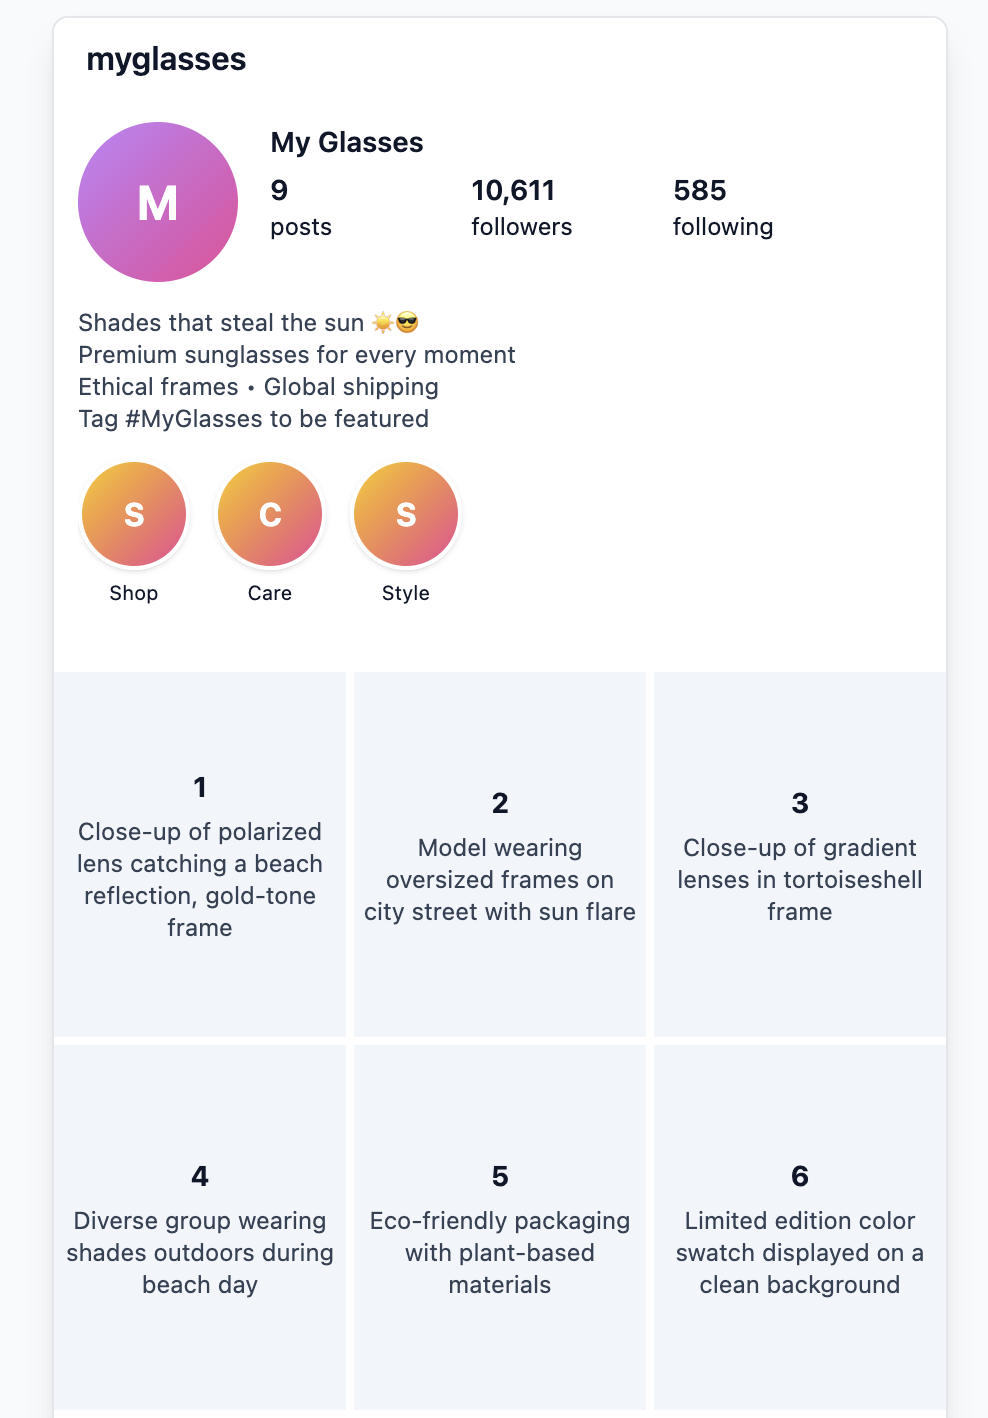 myglasses
M
My Glasses
9
posts
10,611
followers
585
following
Shades that steal the sun ☀️😎
Premium sunglasses for every moment
Ethical frames • Global shipping
Tag #MyGlasses to be featured
S
Shop
C
Care
S
Style
1
Close-up of polarized
lens catching a beach
reflection, gold-tone
frame
2
Model wearing
oversized frames on
city street with sun flare
3
Close-up of gradient
lenses in tortoiseshell
frame
4
Diverse group wearing
shades outdoors during
beach day
5
Eco-friendly packaging
with plant-based
materials
6
Limited edition color
swatch displayed on a
clean background